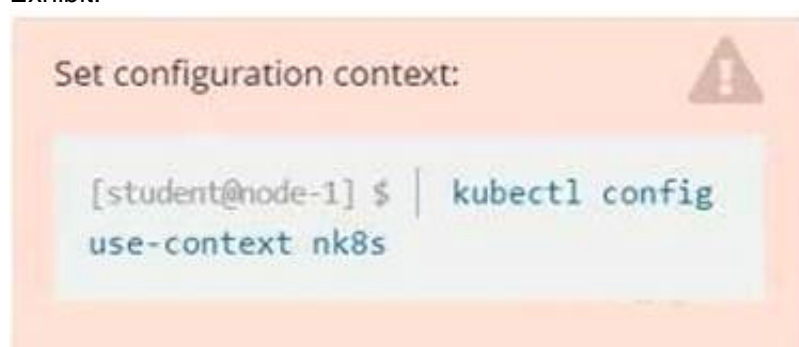 Set configuration context:
[student@node-1] $ | kubectl config
use-context nk8s